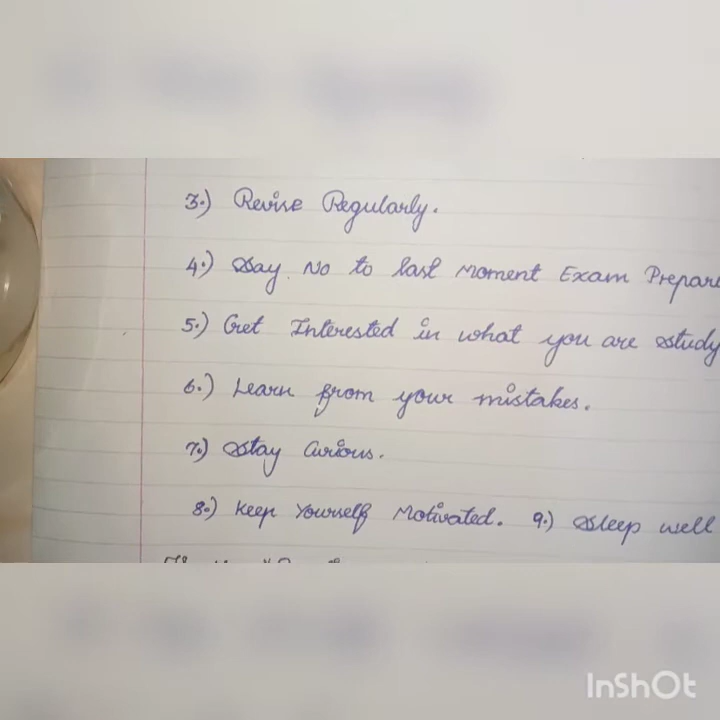 3.) Revise Regularly.
4.) Say No to last Moment Exam
5.) Get Interested in what you are
6.) Learn from your mistakes.
7.) Stay Curious.
8.) Keep Yourself Motivated. 9.) Sleep well
InShOt